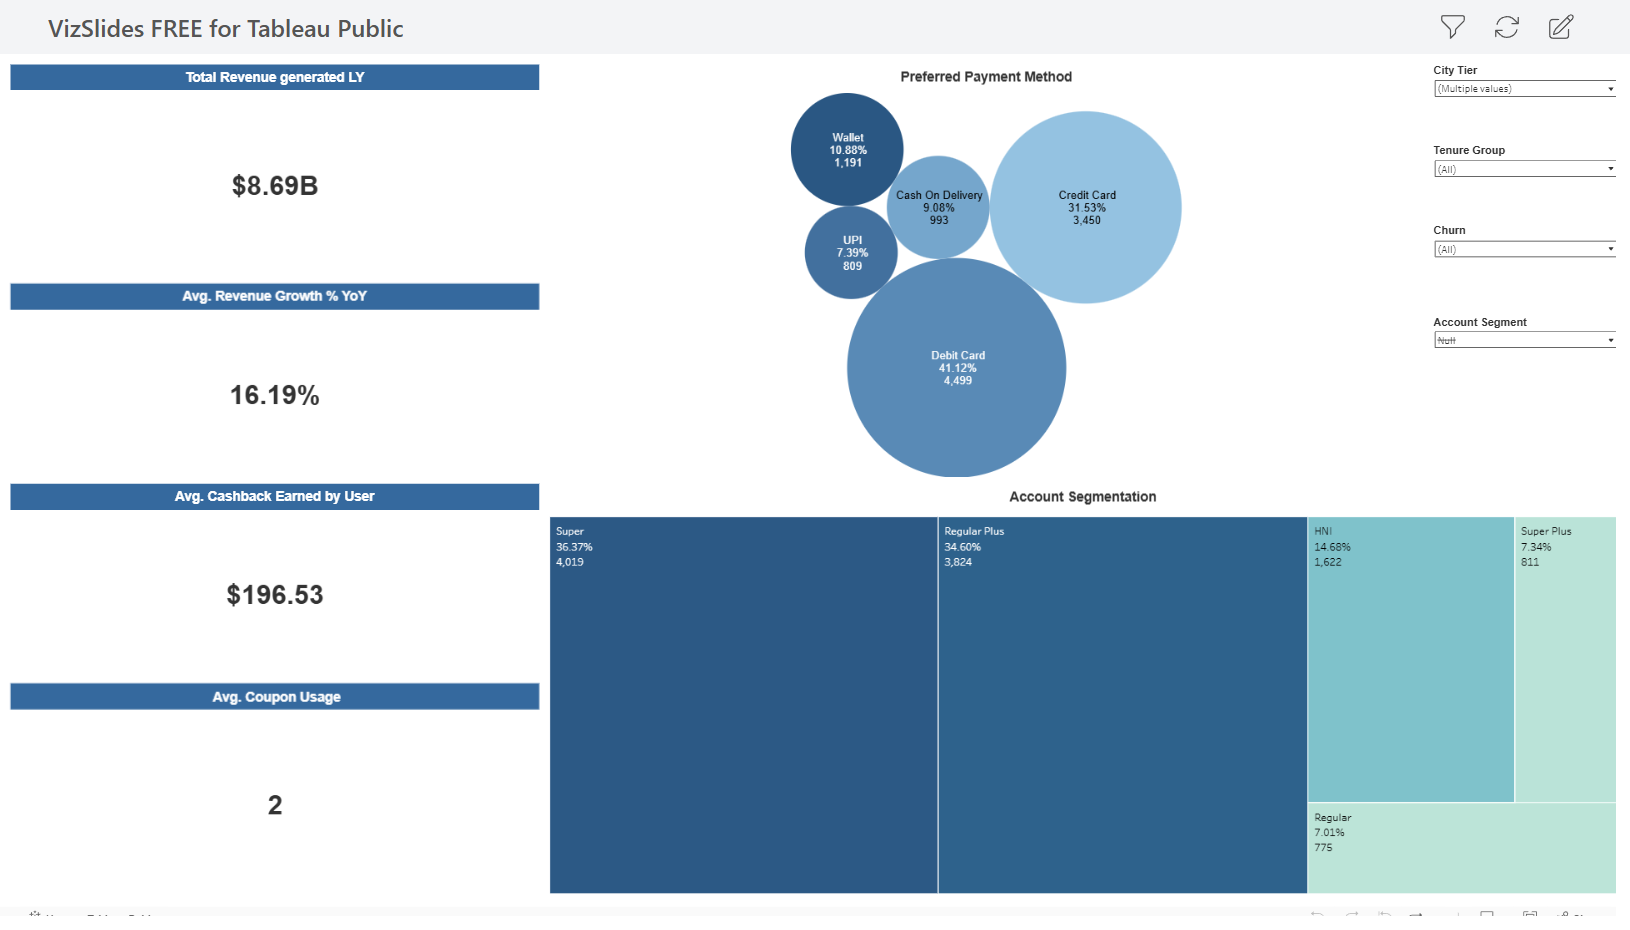 VizSlides FREE for Tableau Public
Total Revenue generated LY
$8.69B
Avg. Revenue Growth % YoY
16.19%
Avg. Cashback Earned by User
$196.53
Avg. Coupon Usage
2
Preferred Payment Method
Wallet
10.88%
1,191
Cash On Delivery
9.08%
993
Credit Card
31.53%
3,450
UPI
7.39%
809
Debit Card
41.12%
4,499
City Tier
(Multiple values)
Tenure Group
(All)
Churn
(All)
Account Segment
Null
Account Segmentation
Super
36.37%
4,019
Regular Plus
34.60%
3,824
HNI
14.68%
1,622
Super Plus
7.34%
811
Regular
7.01%
775